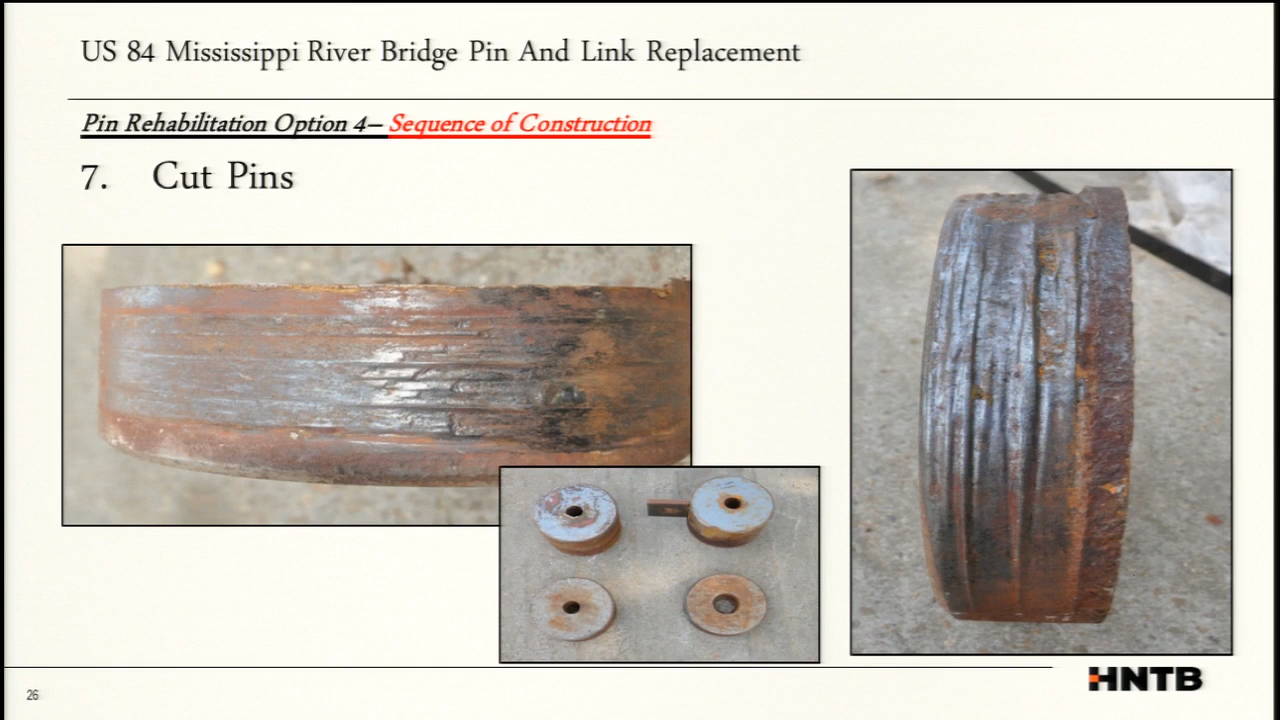 US 84 Mississippi River Bridge Pin And Link Replacement
Pin Rehabilitation Option 4– Sequence of Construction
7. Cut Pins
26
HNTB